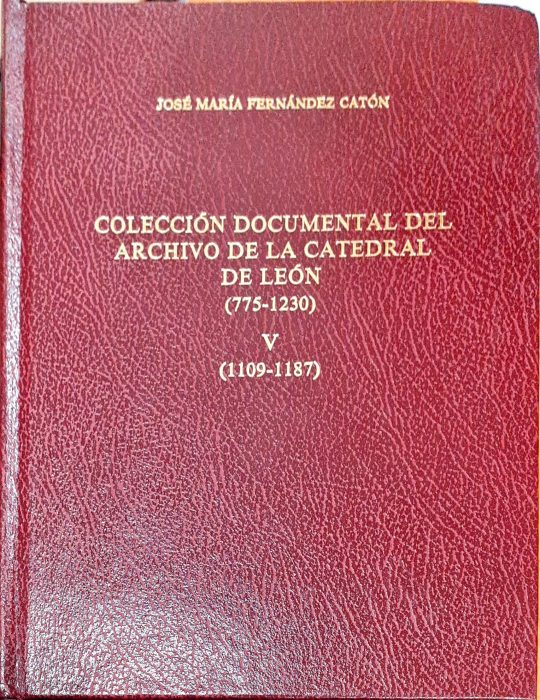 JOSÉ MARÍA FERNÁNDEZ CATÓN
COLECCIÓN DOCUMENTAL DEL
ARCHIVO DE LA CATEDRAL
DE LEÓN
(775-1230)
V
(1109-1187)